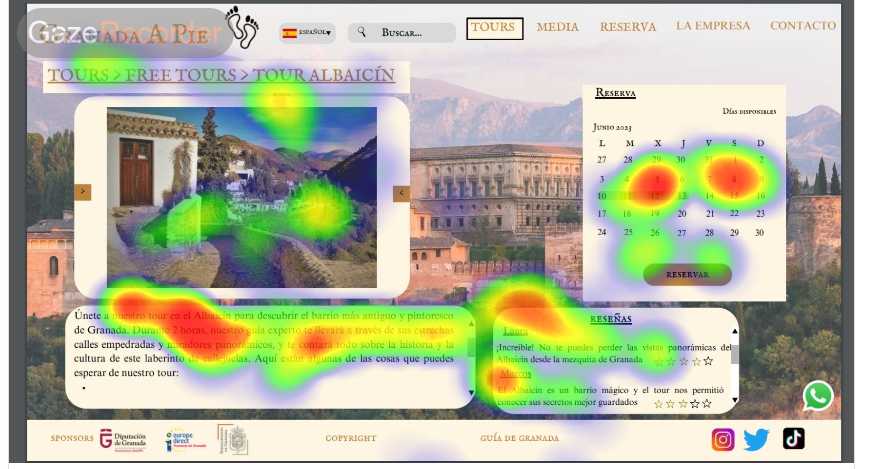 GazeRecorder
Granada A Pie
ESPAÑOL▾
Buscar...
TOURS
MEDIA
RESERVA
LA EMPRESA
CONTACTO
TOURS > FREE TOURS > TOUR ALBAICÍN
Reserva
Días disponibles
Junio 2023
L M X J V S D
27 28 29 30 31 1 2
3 4 5 7 8 9
10 12 13 14 15 16
17 18 19 20 21 22 23
24 25 26 27 28 29 30
RESERVAR
Únete a nuestro tour en el Albaicín para descubrir el barrio más antiguo y pintoresco
de Granada. Durante 2 horas, nuestro guía experto te llevará a través de sus estrechas
calles empedradas y miradores panorámicos, y te contará todo sobre la historia y la
cultura de este laberinto de callejuelas. Aquí están algunas de las cosas que puedes
esperar de nuestro tour:
RESEÑAS
Laura
¡Increíble! No te puedes perder las vistas panorámicas del
Albaicín desde la mezquita de Granada
Marcos
El Albaicín es un barrio mágico y el tour nos permitió
conocer sus secretos mejor guardados
SPONSORS
Diputación
de Granada
europe
direct
COPYRIGHT
GUÍA DE GRANADA